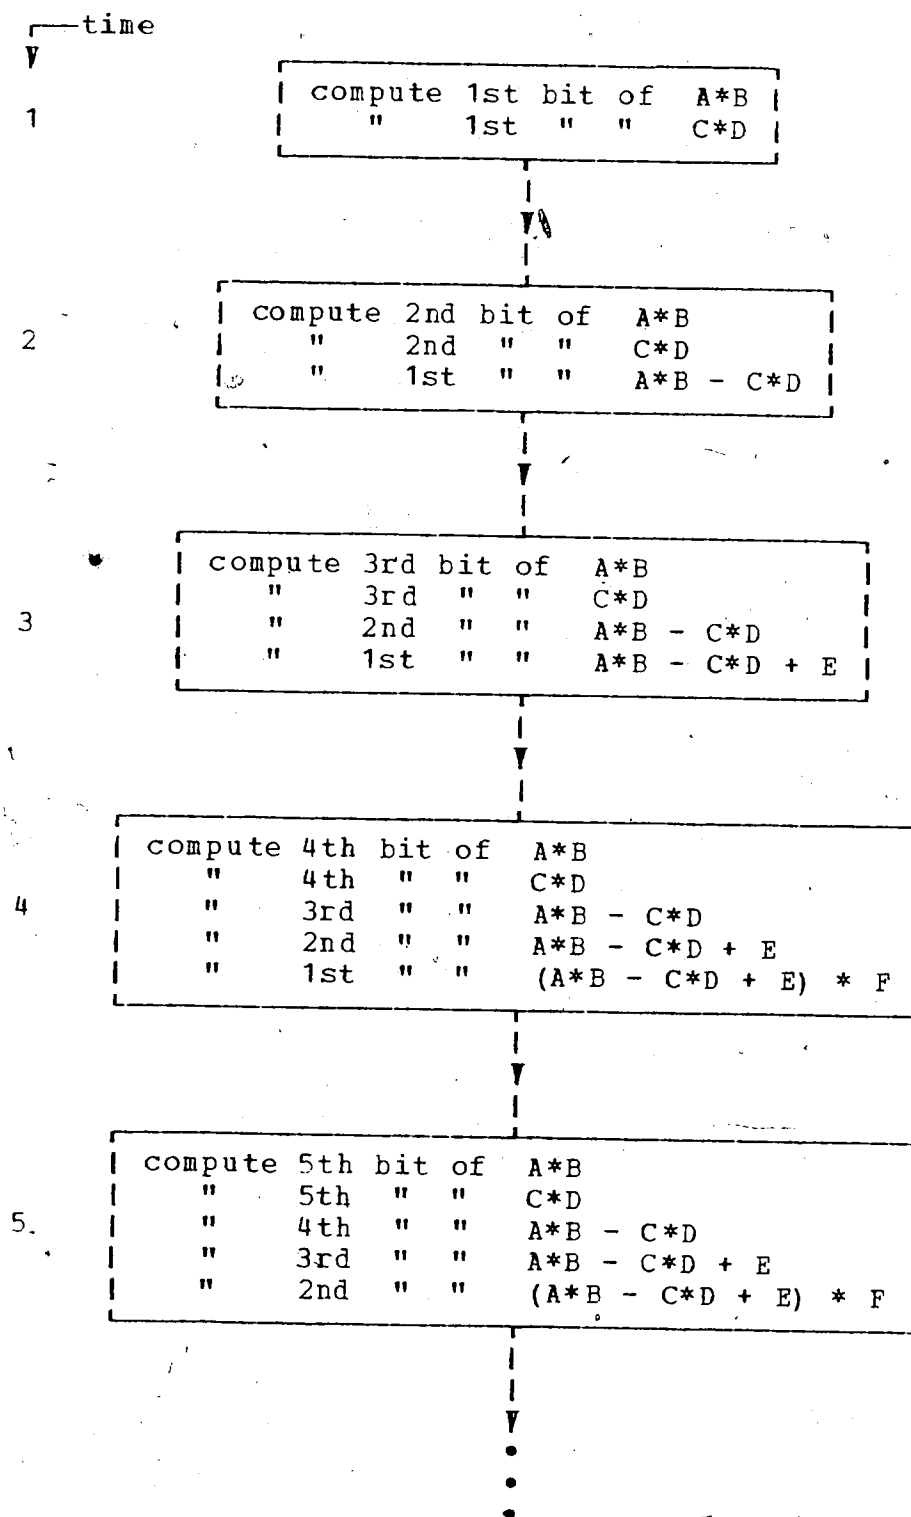 time
1
compute 1st bit of A*B
" 1st " " C*D
2
compute 2nd bit of A*B
" 2nd " " C*D
" 1st " " A*B - C*D
3
compute 3rd bit of A*B
" 3rd " " C*D
" 2nd " " A*B - C*D
" 1st " " A*B - C*D + E
4
compute 4th bit of A*B
" 4th " " C*D
" 3rd " " A*B - C*D
" 2nd " " A*B - C*D + E
" 1st " " (A*B - C*D + E) * F
5.
compute 5th bit of A*B
" 5th " " C*D
" 4th " " A*B - C*D
" 3rd " " A*B - C*D + E
" 2nd " " (A*B - C*D + E) * F